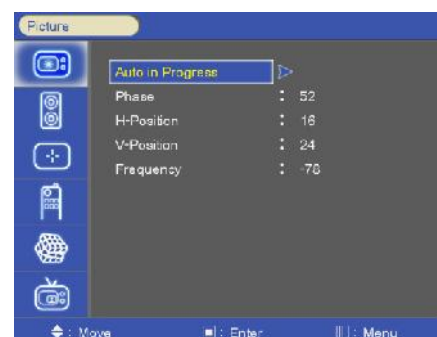 Picture
Auto in Progress
Phase : 52
H-Position : 16
V-Position : 24
Frequency : -78
: Move : Enter : Menu